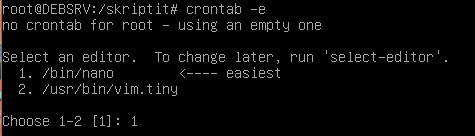 root@DEBSRV:/skriptit# crontab -e
no crontab for root - using an empty one
Select an editor.  To change later, run 'select-editor'.
  1. /bin/nano        <---- easiest
  2. /usr/bin/vim.tiny
Choose 1-2 [1]: 1